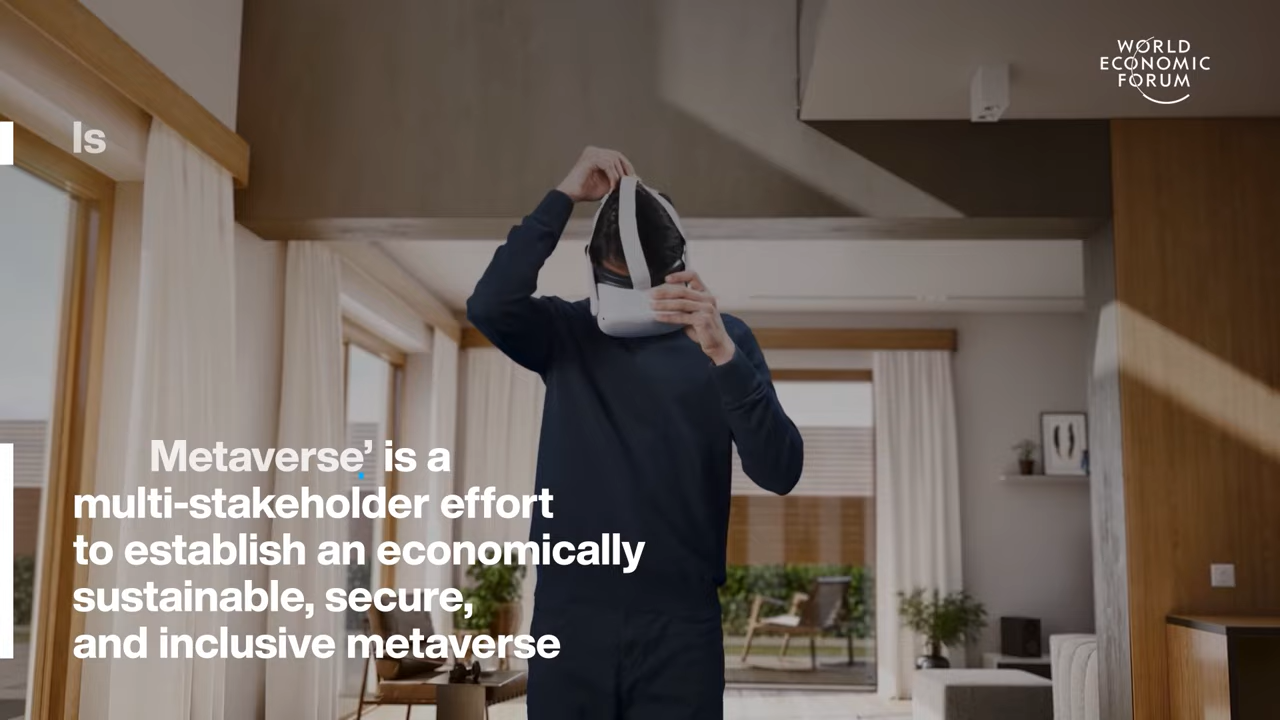 WORLD
ECONOMIC
FORUM
Is
Metaverse’ is a
multi-stakeholder effort
to establish an economically
sustainable, secure,
and inclusive metaverse